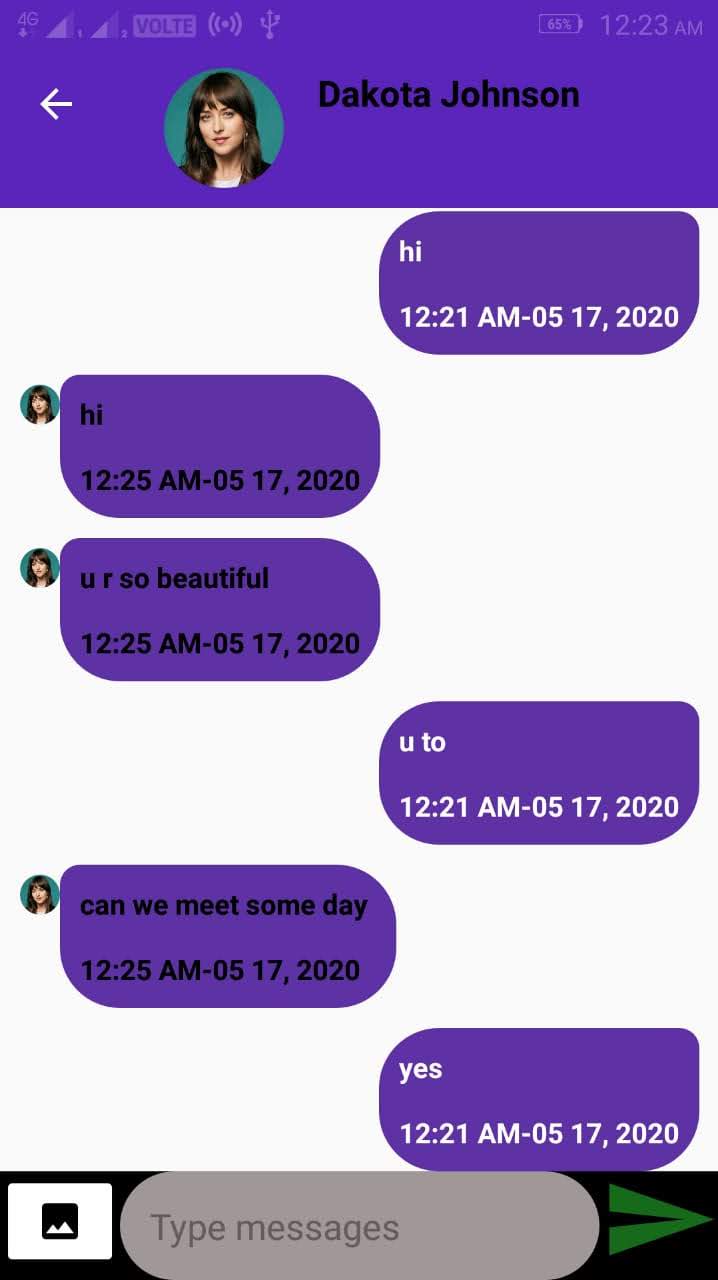 4G 1 2 VOLTE 65% 12:23 AM
Dakota Johnson
hi
12:21 AM-05 17, 2020
hi
12:25 AM-05 17, 2020
u r so beautiful
12:25 AM-05 17, 2020
u to
12:21 AM-05 17, 2020
can we meet some day
12:25 AM-05 17, 2020
yes
12:21 AM-05 17, 2020
Type messages